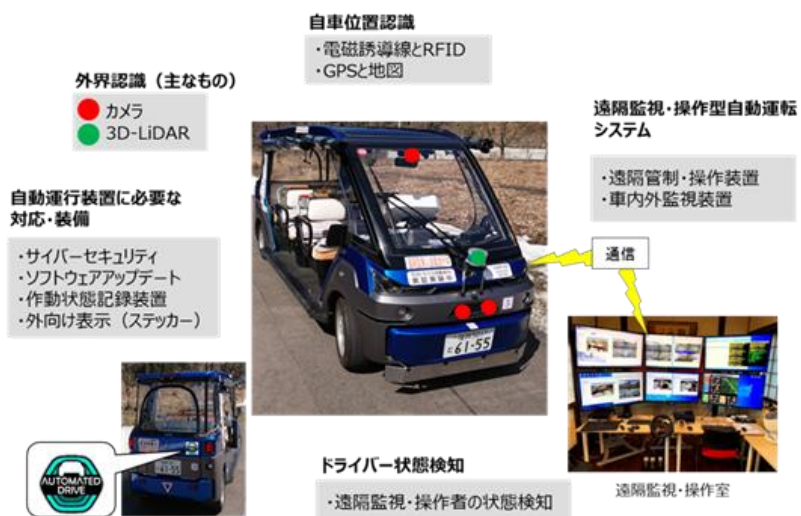 自車位置認識
・電磁誘導線とRFID
・GPSと地図
外界認識（主なもの）
カメラ
3D-LiDAR
遠隔監視・操作型自動運転
システム
・遠隔管制・操作装置
・車内外監視装置
自動運行装置に必要な
対応・装備
・サイバーセキュリティ
・ソフトウェアアップデート
・作動状態記録装置
・外向け表示（ステッカー）
通信
61-55
61-55
AUTOMATED
DRIVE
ドライバー状態検知
・遠隔監視・操作者の状態検知
遠隔監視・操作室